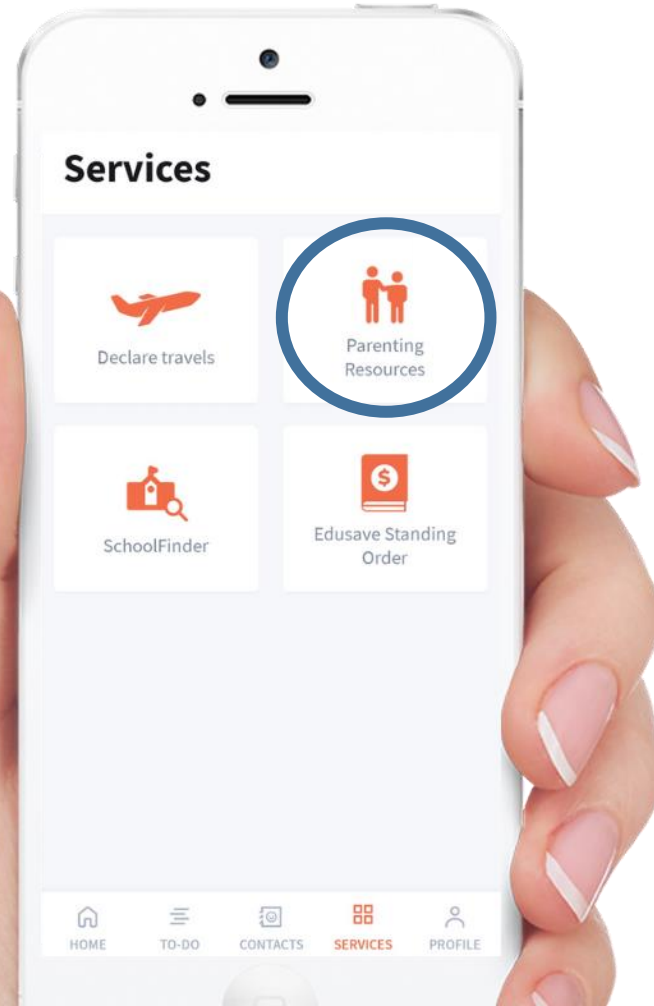 Services
Declare travels
Parenting
Resources
SchoolFinder
Edusave Standing
Order
HOME TO-DO CONTACTS SERVICES PROFILE